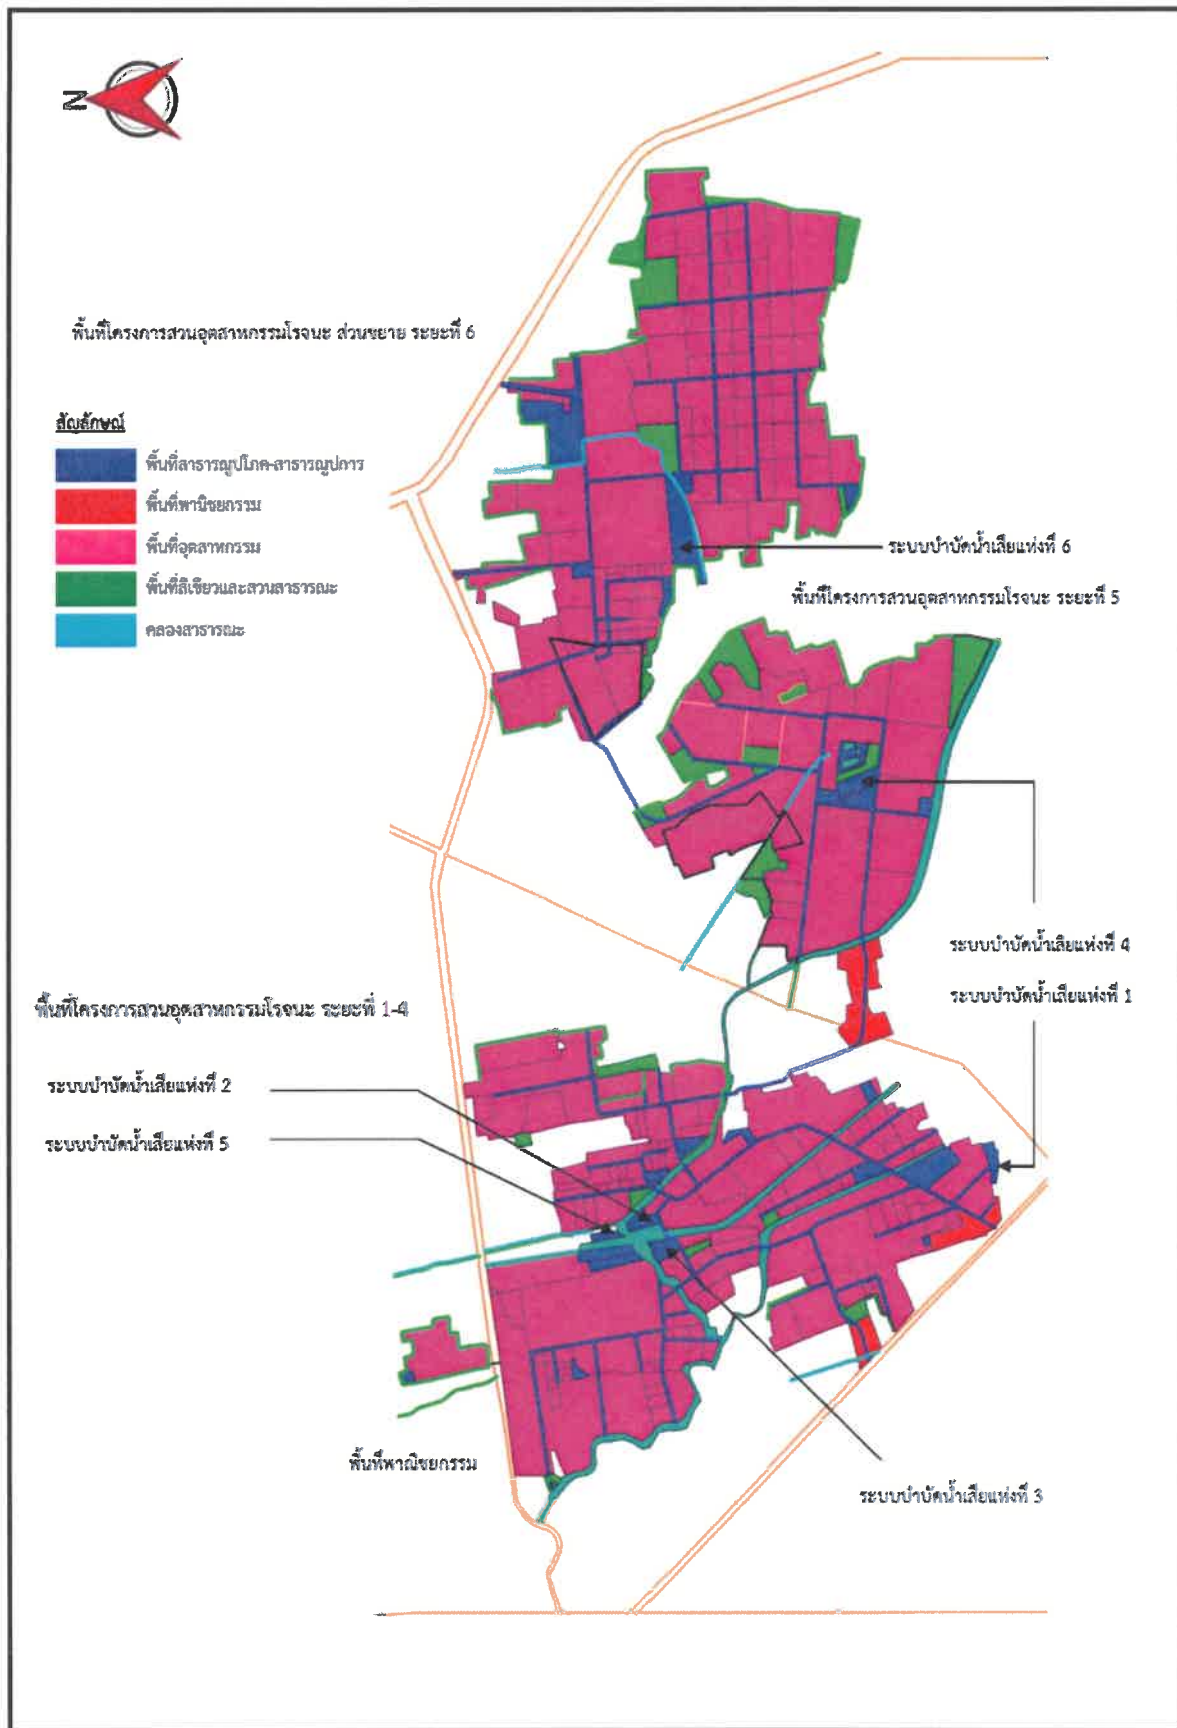 N
พื้นที่โครงการสวนอุตสาหกรรมโรจนะ ส่วนขยาย ระยะที่ 6
สัญลักษณ์
พื้นที่สาธารณูปโภค-สาธารณูปการ
พื้นที่พานิชยกรรม
พื้นที่อุตสาหกรรม
พื้นที่สีเขียวและสวนสาธารณะ
คลองสาธารณะ
ระบบบำบัดน้ำเสียแห่งที่ 6
พื้นที่โครงการสวนอุตสาหกรรมโรจนะ ระยะที่ 5
ระบบบำบัดน้ำเสียแห่งที่ 4
ระบบบำบัดน้ำเสียแห่งที่ 1
พื้นที่โครงการสวนอุตสาหกรรมโรจนะ ระยะที่ 1-4
ระบบบำบัดน้ำเสียแห่งที่ 2
ระบบบำบัดน้ำเสียแห่งที่ 5
พื้นที่พาณิชยกรรม
ระบบบำบัดน้ำเสียแห่งที่ 3